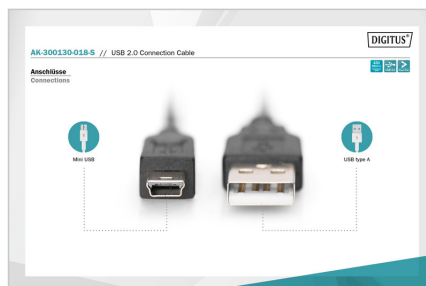 DIGITUS®
AK-300130-018-S // USB 2.0 Connection Cable
Anschlüsse
Connections
Mini USB
USB type A